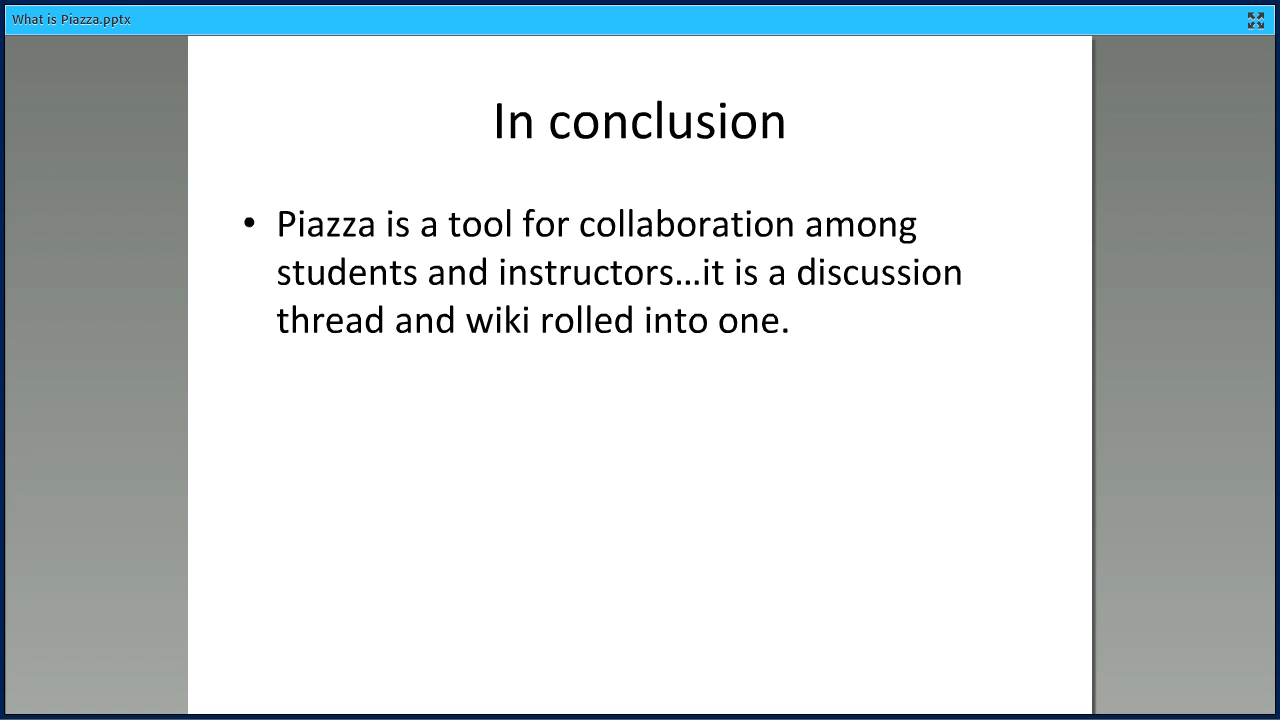 What is Piazza.pptx
In conclusion
• Piazza is a tool for collaboration among
students and instructors…it is a discussion
thread and wiki rolled into one.